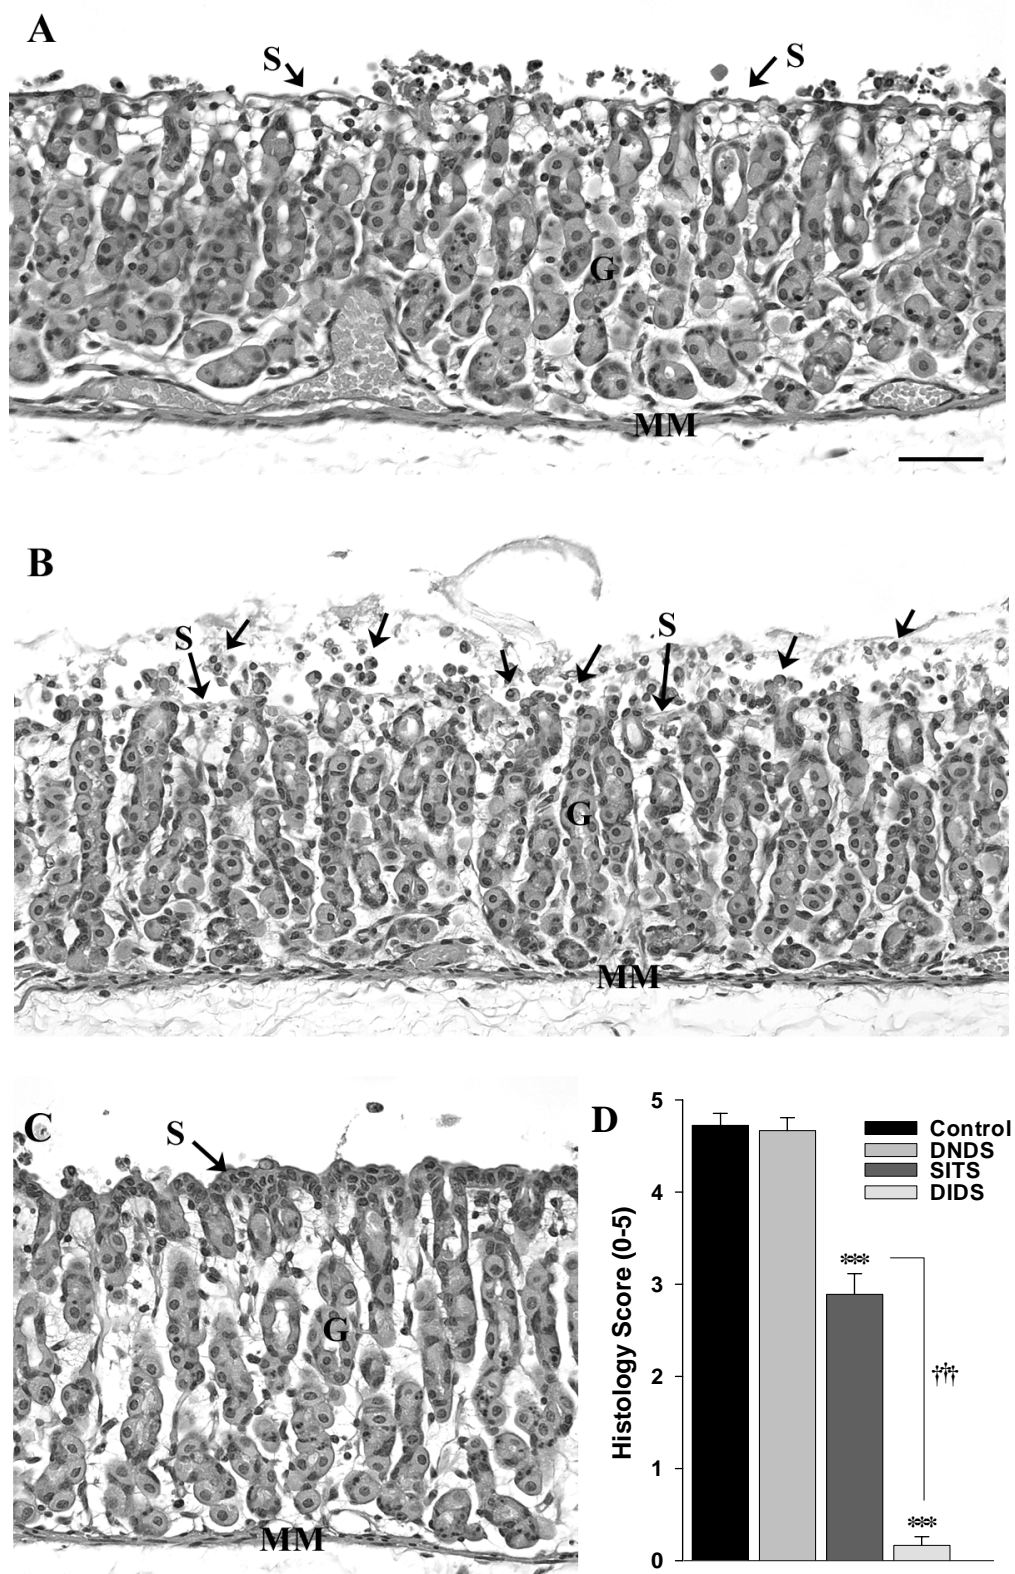 A
S
S
G
MM
B
S
S
G
MM
C
S
G
MM
D
Histology Score (0-5)
5
4
3
2
1
0
Control
DNDS
SITS
DIDS
***
†††
***